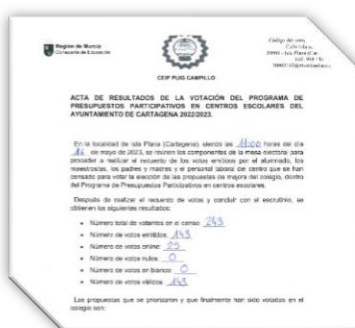 Región de Murcia
Consejería de Educación
CEIP PUIG CAMPILLO
ACTA DE RESULTADOS DE LA VOTACIÓN DEL PROGRAMA DE
PRESUPUESTOS PARTICIPATIVOS EN CENTROS ESCOLARES DEL
AYUNTAMIENTO DE CARTAGENA 2022/2023.
En la localidad de Isla Plana (Cartagena), siendo las 11:00 horas del día
16 de mayo de 2023, se reúnen los componentes de la mesa electoral para
proceder a realizar el recuento de los votos emitidos por el alumnado, los
maestros/as, los padres y madres y el personal laboral del centro que se han
censado para votar la elección de las propuestas de mejora del colegio, dentro
del Programa de Presupuestos Participativos en centros escolares.
Después de realizar el recuento de votos y concluir con el escrutinio, se
obtienen los siguientes resultados:
• Número total de votantes en el censo: 243
• Número de votos emitidos: 143
• Número de votos online: 25
• Número de votos nulos: 0
• Número de votos en blanco: 0
• Número de votos válidos: 143
Las propuestas que se priorizaron y que finalmente han sido votadas en el
colegio son: